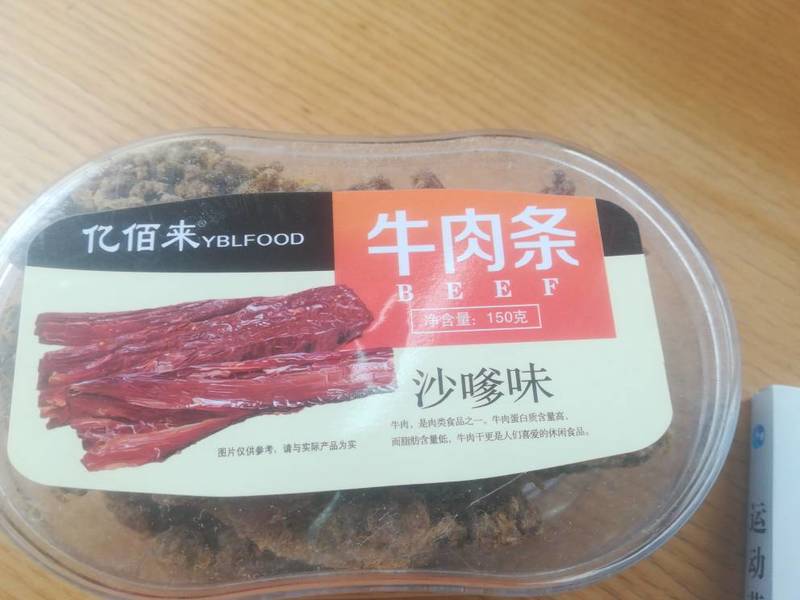 亿佰来®YBLFOOD
牛肉条
BEEF
净含量：150克
沙嗲味
牛肉，是肉类食品之一。牛肉蛋白质含量高，
而脂肪含量低，牛肉干更是人们喜爱的休闲食品。
图片仅供参考，请与实际产品为实
运动